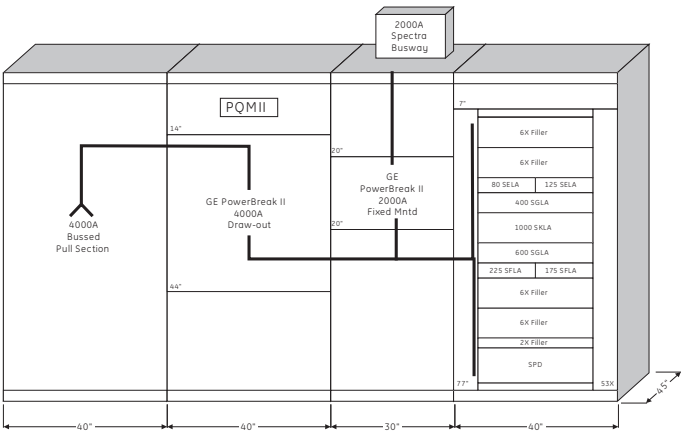 2000A
Spectra
Busway
PQMII
7"
14"
6X Filler
20"
6X Filler
GE
PowerBreak II
2000A
Fixed Mntd
80 SELA
125 SELA
GE PowerBreak II
4000A
Draw-out
400 SGLA
4000A
Bussed
Pull Section
20"
1000 SKLA
600 SGLA
225 SFLA
175 SFLA
44"
6X Filler
6X Filler
2X Filler
SPD
77"
53X
45"
40"
40"
30"
40"